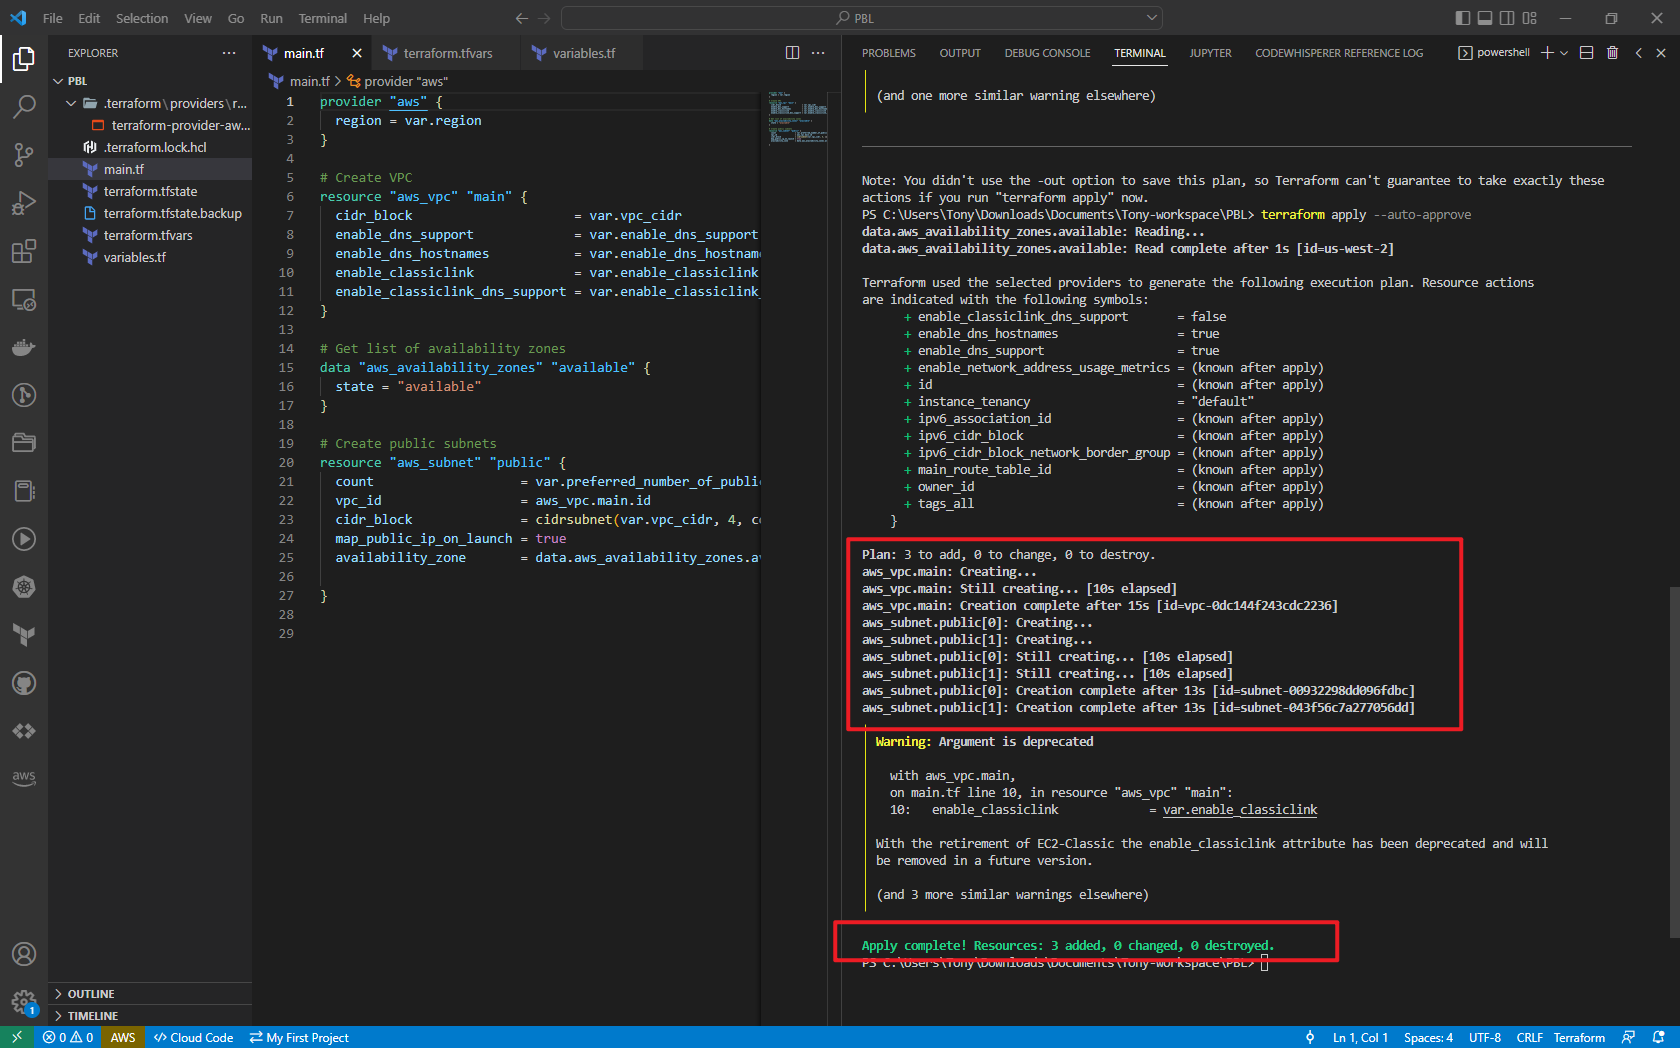 File Edit Selection View Go Run Terminal Help
PBL
EXPLORER
PBL
.terraform\providers\r...
terraform-provider-aw...
.terraform.lock.hcl
main.tf
terraform.tfstate
terraform.tfstate.backup
terraform.tfvars
variables.tf
aws
OUTLINE
TIMELINE
main.tf
terraform.tfvars
variables.tf
main.tf > provider "aws"
1 provider "aws" {
2 region = var.region
3 }
4
5 # Create VPC
6 resource "aws_vpc" "main" {
7 cidr_block = var.vpc_cidr
8 enable_dns_support = var.enable_dns_support
9 enable_dns_hostnames = var.enable_dns_hostnam
10 enable_classiclink = var.enable_classiclink
11 enable_classiclink_dns_support = var.enable_classiclink_
12 }
13
14 # Get list of availability zones
15 data "aws_availability_zones" "available" {
16 state = "available"
17 }
18
19 # Create public subnets
20 resource "aws_subnet" "public" {
21 count = var.preferred_number_of_publi
22 vpc_id = aws_vpc.main.id
23 cidr_block = cidrsubnet(var.vpc_cidr, 4, co
24 map_public_ip_on_launch = true
25 availability_zone = data.aws_availability_zones.av
26
27 }
28
29
PROBLEMS OUTPUT DEBUG CONSOLE TERMINAL JUPYTER CODEWHISPERER REFERENCE LOG
powershell
(and one more similar warning elsewhere)
Note: You didn't use the -out option to save this plan, so Terraform can't guarantee to take exactly these
actions if you run "terraform apply" now.
PS C:\Users\Tony\Downloads\Documents\Tony-workspace\PBL> terraform apply --auto-approve
data.aws_availability_zones.available: Reading...
data.aws_availability_zones.available: Read complete after 1s [id=us-west-2]
Terraform used the selected providers to generate the following execution plan. Resource actions
are indicated with the following symbols:
+ enable_classiclink_dns_support = false
+ enable_dns_hostnames = true
+ enable_dns_support = true
+ enable_network_address_usage_metrics = (known after apply)
+ id = (known after apply)
+ instance_tenancy = "default"
+ ipv6_association_id = (known after apply)
+ ipv6_cidr_block = (known after apply)
+ ipv6_cidr_block_network_border_group = (known after apply)
+ main_route_table_id = (known after apply)
+ owner_id = (known after apply)
+ tags_all = (known after apply)
}
Plan: 3 to add, 0 to change, 0 to destroy.
aws_vpc.main: Creating...
aws_vpc.main: Still creating... [10s elapsed]
aws_vpc.main: Creation complete after 15s [id=vpc-0dc144f243cdc2236]
aws_subnet.public[0]: Creating...
aws_subnet.public[1]: Creating...
aws_subnet.public[0]: Still creating... [10s elapsed]
aws_subnet.public[1]: Still creating... [10s elapsed]
aws_subnet.public[0]: Creation complete after 13s [id=subnet-00932298dd096fdbc]
aws_subnet.public[1]: Creation complete after 13s [id=subnet-043f56c7a277056dd]
Warning: Argument is deprecated
with aws_vpc.main,
on main.tf line 10, in resource "aws_vpc" "main":
10: enable_classiclink = var.enable_classiclink
With the retirement of EC2-Classic the enable_classiclink attribute has been deprecated and will
be removed in a future version.
(and 3 more similar warnings elsewhere)
Apply complete! Resources: 3 added, 0 changed, 0 destroyed.
PS C:\Users\Tony\Downloads\Documents\Tony-workspace\PBL>
1
0 0 AWS Cloud Code My First Project
Ln 1, Col 1 Spaces: 4 UTF-8 CRLF Terraform